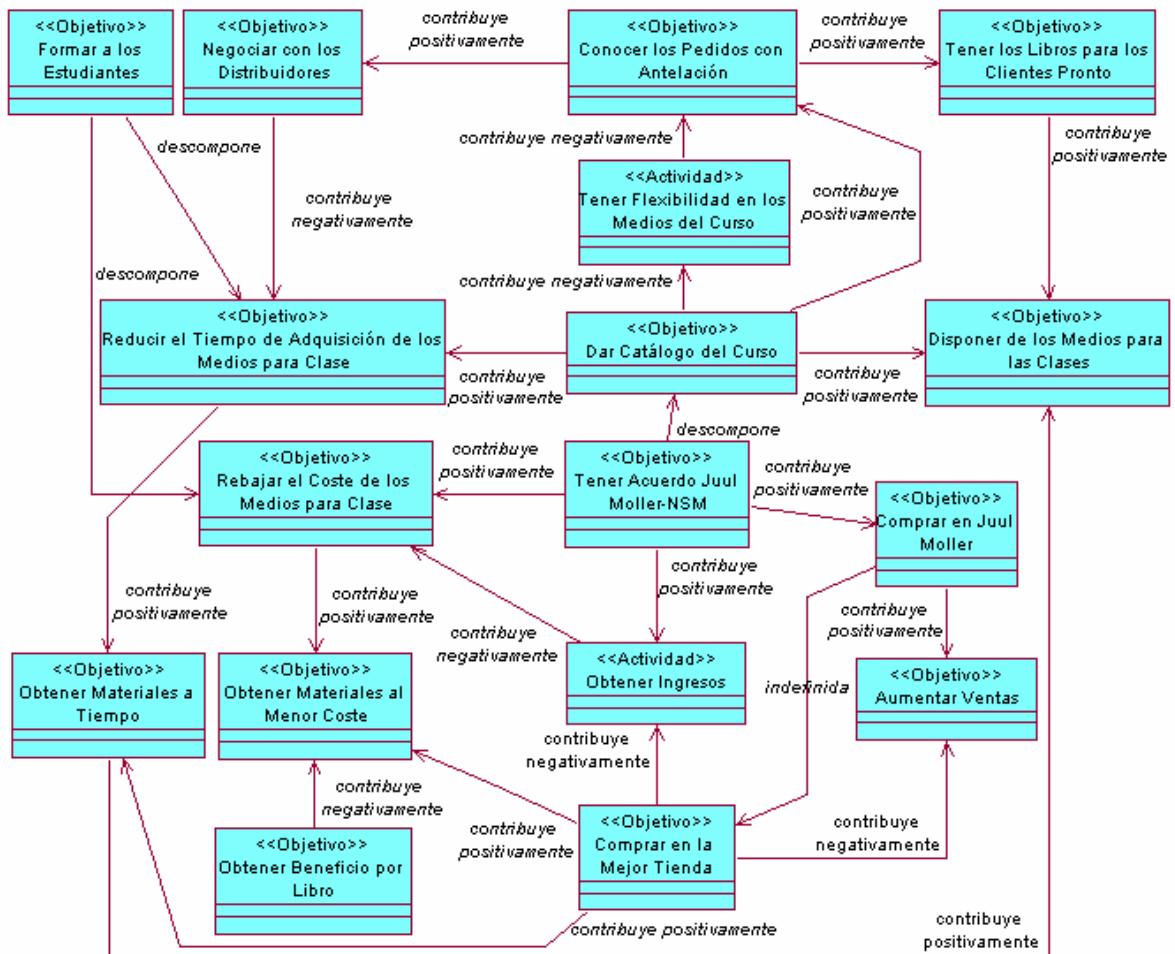 <<Objetivo>>
Formar a los
Estudiantes
<<Objetivo>>
Negociar con los
Distribuidores
contribuye
positivamente
<<Objetivo>>
Conocer los Pedidos con
Antelación
contribuye
positivamente
<<Objetivo>>
Tener los Libros para los
Clientes Pronto
descompone
contribuye negativamente
contribuye
positivamente
<<Actividad>>
Tener Flexibilidad en los
Medios del Curso
contribuye
negativamente
contribuye
positivamente
descompone
contribuye negativamente
<<Objetivo>>
Reducir el Tiempo de Adquisición de los
Medios para Clase
<<Objetivo>>
Dar Catálogo del Curso
<<Objetivo>>
Disponer de los Medios para
las Clases
contribuye
positivamente
contribuye
positivamente
descompone
<<Objetivo>>
Rebajar el Coste de los
Medios para Clase
contribuye
positivamente
<<Objetivo>>
Tener Acuerdo Juul
Moller-NSM
contribuye
positivamente
<<Objetivo>>
Comprar en Juul
Moller
contribuye
positivamente
contribuye
positivamente
contribuye
positivamente
contribuye
positivamente
contribuye
negativamente
<<Objetivo>>
Obtener Materiales a
Tiempo
<<Objetivo>>
Obtener Materiales al
Menor Coste
<<Actividad>>
Obtener Ingresos
indefinida
<<Objetivo>>
Aumentar Ventas
contribuye
negativamente
contribuye
negativamente
<<Objetivo>>
Obtener Beneficio por
Libro
contribuye
positivamente
<<Objetivo>>
Comprar en la
Mejor Tienda
contribuye
negativamente
contribuye positivamente
contribuye
positivamente